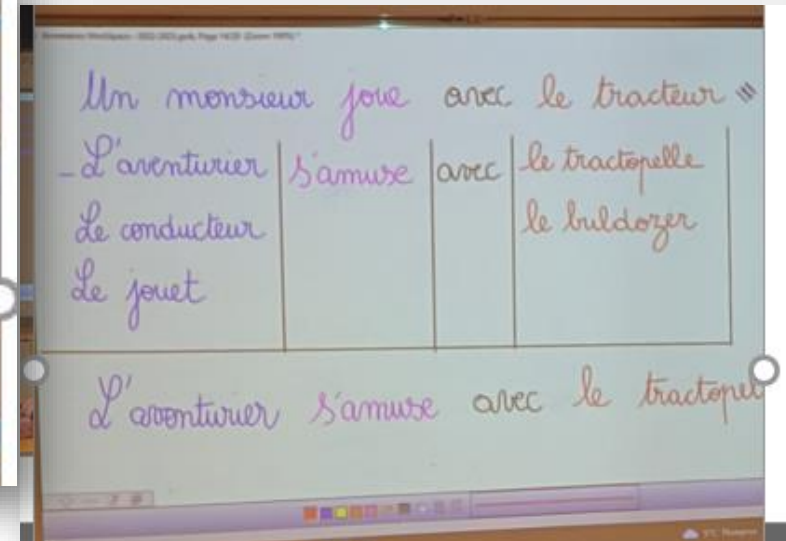 Un monsieur joue avec le tracteur
- L'aventurier s'amuse avec le tractopelle
Le conducteur le buldozer
Le jouet
L'aventurier s'amuse avec le tractopel